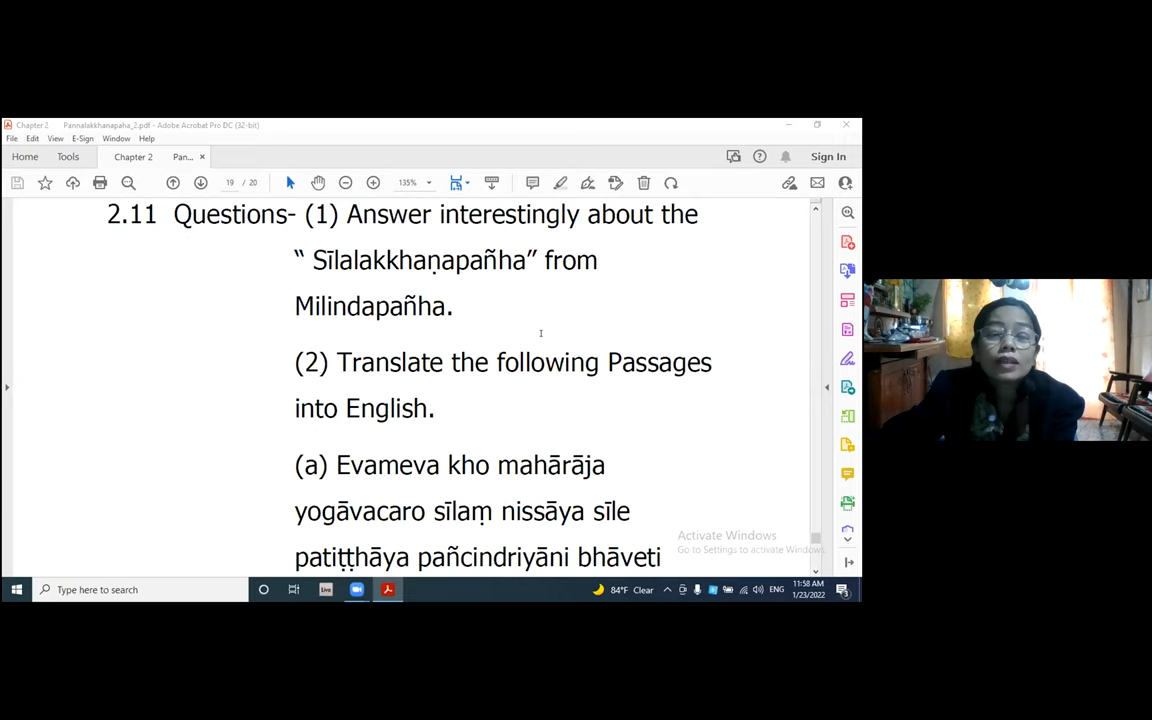 Chapter 2 Pannalakkhanapaha_2.pdf - Adobe Acrobat Pro DC (32-bit)
File Edit View E-Sign Window Help
Home Tools Chapter 2 Pan... × Sign In
19 / 20 135%
2.11 Questions- (1) Answer interestingly about the
“ Sīlalakkhaṇapañha” from
Milindapañha.
(2) Translate the following Passages
into English.
(a) Evameva kho mahārāja
yogāvacaro sīlaṃ nissāya sīle
patiṭṭhāya pañcindriyāni bhāveti
Activate Windows
Go to Settings to activate Windows.
Type here to search
Live
84°F Clear ENG 11:58 AM
1/23/2022
3